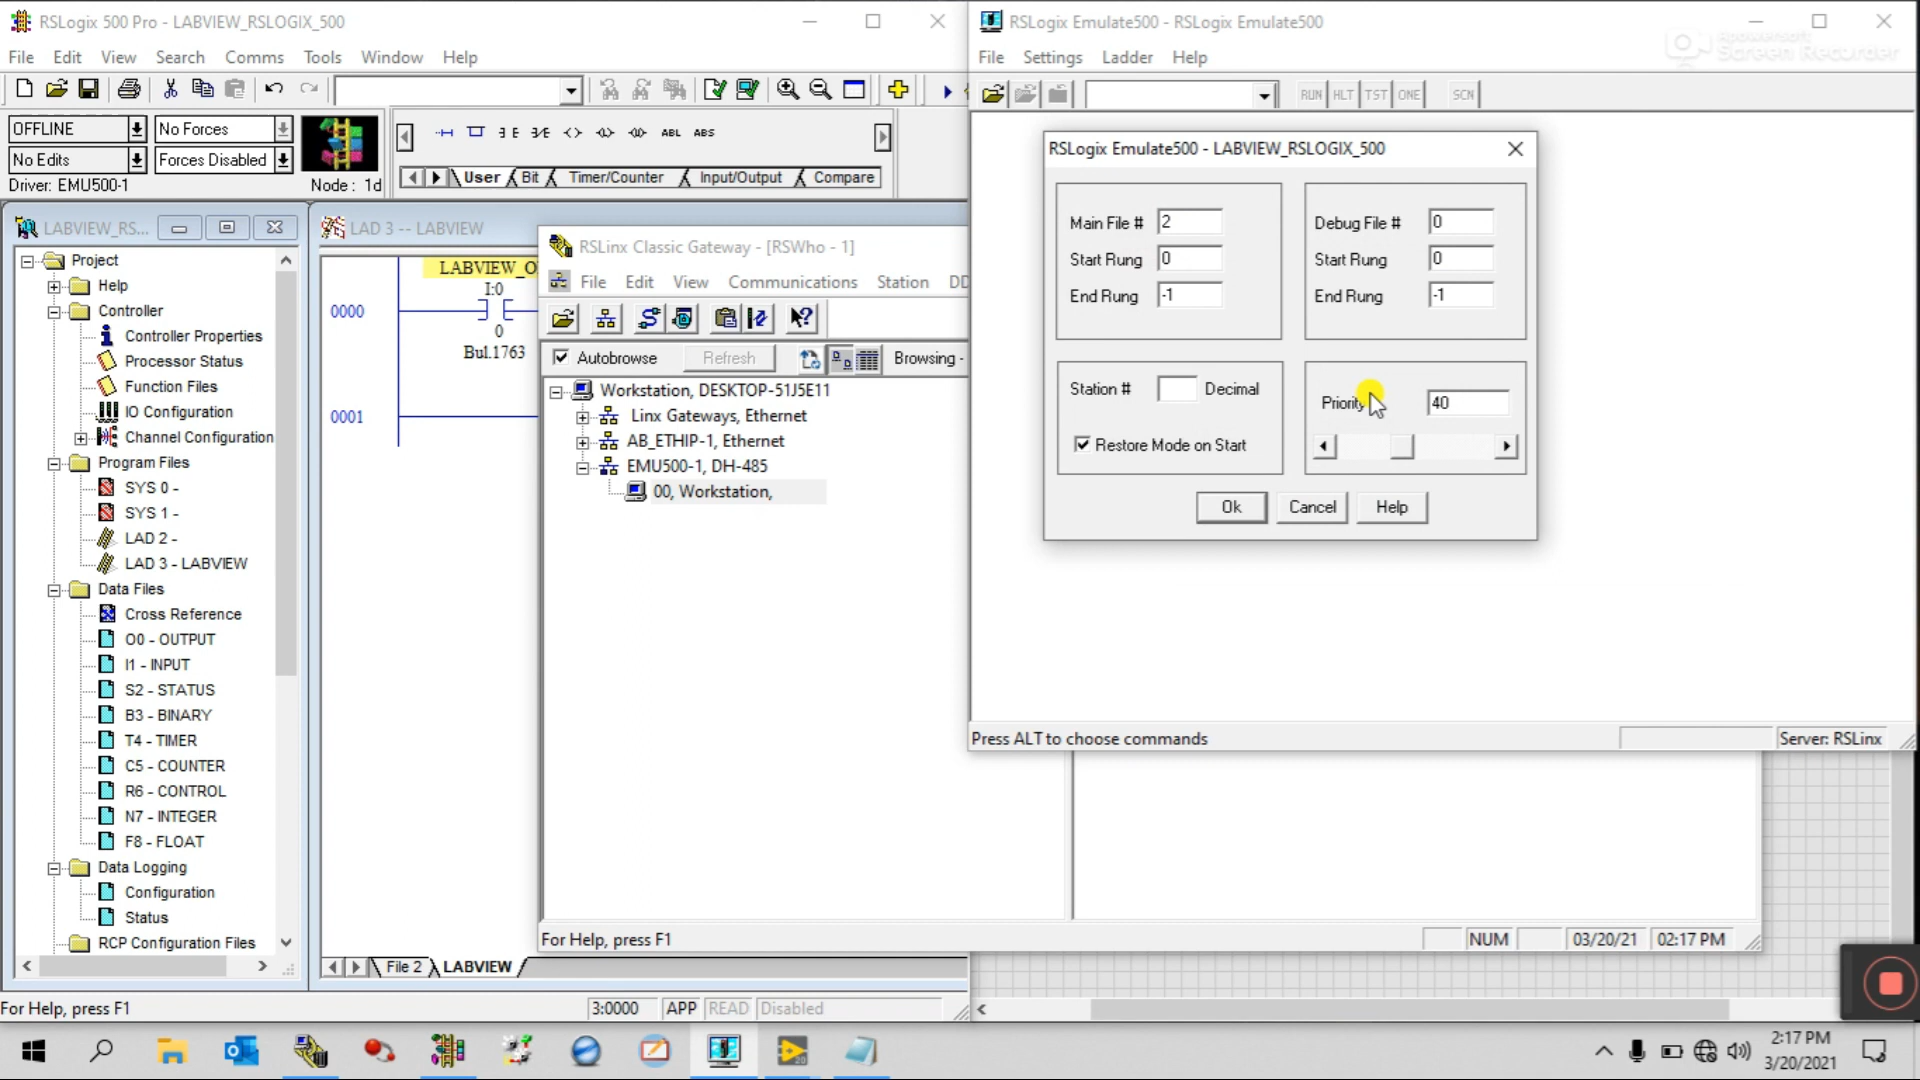 RSLogix 500 Pro - LABVIEW_RSLOGIX_500
File Edit View Search Comms Tools Window Help
OFFLINE
No Forces
No Edits
Forces Disabled
Driver: EMU500-1
Node: 1d
ABL ABS
User Bit Timer/Counter Input/Output Compare
LABVIEW_RS...
Project
Help
Controller
Controller Properties
Processor Status
Function Files
IO Configuration
Channel Configuration
Program Files
SYS 0 -
SYS 1 -
LAD 2 -
LAD 3 - LABVIEW
Data Files
Cross Reference
O0 - OUTPUT
I1 - INPUT
S2 - STATUS
B3 - BINARY
T4 - TIMER
C5 - COUNTER
R6 - CONTROL
N7 - INTEGER
F8 - FLOAT
Data Logging
Configuration
Status
RCP Configuration Files
For Help, press F1
LAD 3 -- LABVIEW
LABVIEW_O
I:0
0000
0
Bul.1763
0001
File 2 LABVIEW
3:0000 APP READ Disabled
RSLinx Classic Gateway - [RSWho - 1]
File Edit View Communications Station DD
Autobrowse Refresh Browsing -
Workstation, DESKTOP-51J5E11
Linx Gateways, Ethernet
AB_ETHIP-1, Ethernet
EMU500-1, DH-485
00, Workstation,
For Help, press F1
NUM 03/20/21 02:17 PM
RSLogix Emulate500 - RSLogix Emulate500
Apowersoft
Screen Recorder
File Settings Ladder Help
RUN HLT TST ONE SCN
RSLogix Emulate500 - LABVIEW_RSLOGIX_500
Main File # 2
Start Rung 0
End Rung -1
Debug File # 0
Start Rung 0
End Rung -1
Station # Decimal
Restore Mode on Start
Priority 40
Ok Cancel Help
Press ALT to choose commands
Server: RSLinx
20
2:17 PM
3/20/2021